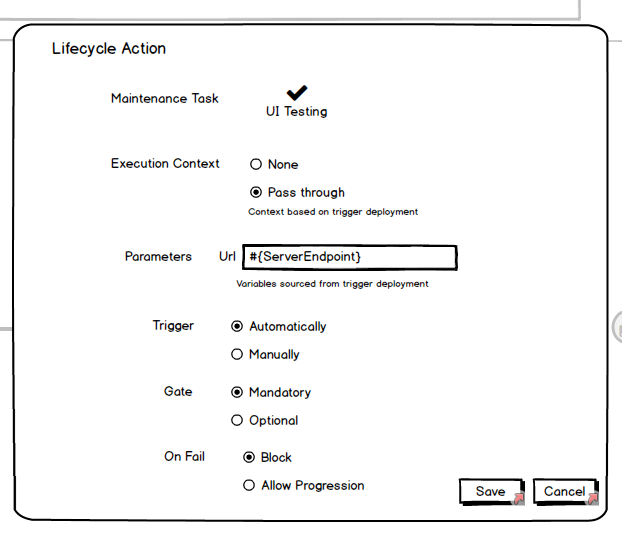 Lifecycle Action
Maintenance Task
UI Testing
Execution Context
None
Pass through
Context based on trigger deployment
Parameters Url #{ServerEndpoint}
Variables sourced from trigger deployment
Trigger Automatically
Manually
Gate Mandatory
Optional
On Fail Block
Allow Progression
Save Cancel